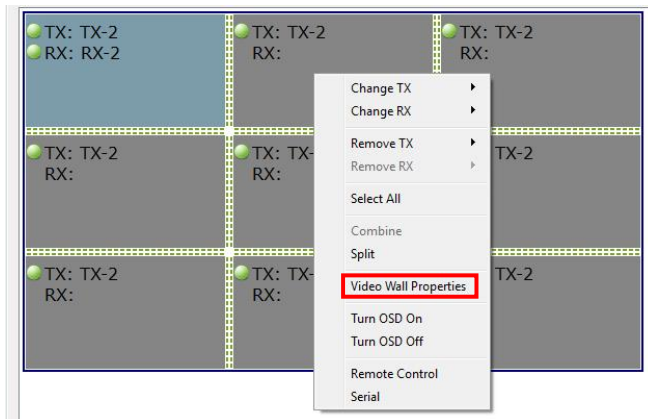 TX: TX-2
RX: RX-2
TX: TX-2
RX:
TX: TX-2
RX:
TX: TX-2
RX:
TX: TX-
RX:
TX-2
TX: TX-2
RX:
TX: TX-
RX:
TX-2
Change TX
Change RX
Remove TX
Remove RX
Select All
Combine
Split
Video Wall Properties
Turn OSD On
Turn OSD Off
Remote Control
Serial